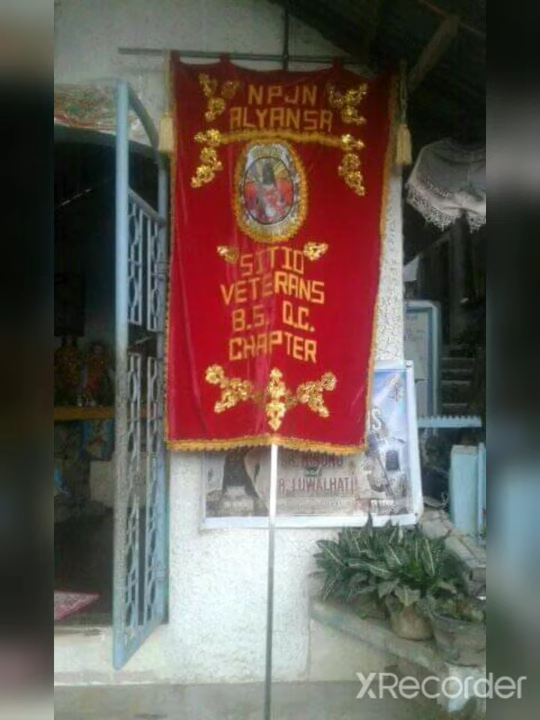 NPJN
ALYANSA
SITIO
VETERANS
B.S. Q.C.
CHAPTER
LUWALHATI
XRecorder